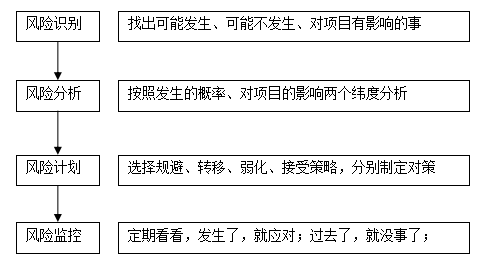 风险识别
找出可能发生、可能不发生、对项目有影响的事
风险分析
按照发生的概率、对项目的影响两个纬度分析
风险计划
选择规避、转移、弱化、接受策略，分别制定对策
风险监控
定期看看，发生了，就应对；过去了，就没事了；